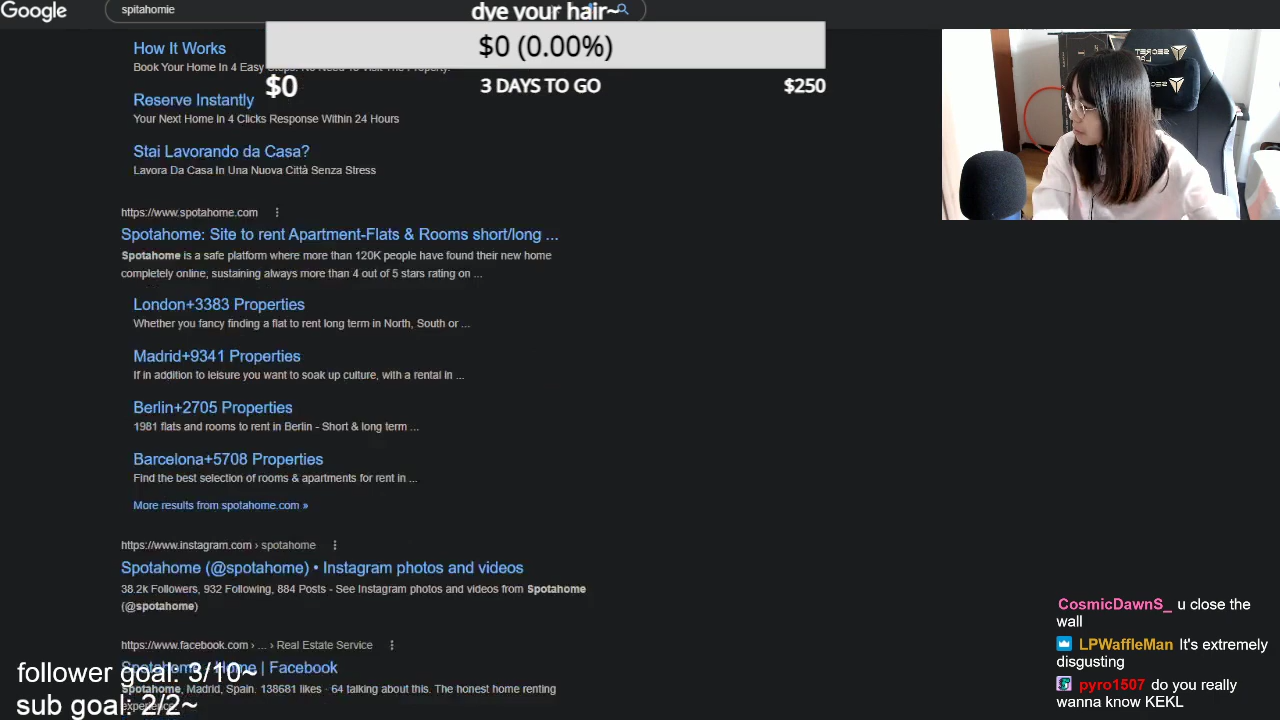 Google
spitahomie
dye your hair~
$0 (0.00%)
$0
3 DAYS TO GO
$250
How It Works
Book Your Home In 4 Easy Steps. No Need To Visit The Property.
Reserve Instantly
Your Next Home in 4 Clicks Response Within 24 Hours
Stai Lavorando da Casa?
Lavora Da Casa In Una Nuova Città Senza Stress
https://www.spotahome.com
Spotahome: Site to rent Apartment-Flats & Rooms short/long ...
Spotahome is a safe platform where more than 120K people have found their new home
completely online, sustaining always more than 4 out of 5 stars rating on ...
London+3383 Properties
Whether you fancy finding a flat to rent long term in North, South or ...
Madrid+9341 Properties
If in addition to leisure you want to soak up culture, with a rental in ...
Berlin+2705 Properties
1981 flats and rooms to rent in Berlin - Short & long term ...
Barcelona+5708 Properties
Find the best selection of rooms & apartments for rent in ...
More results from spotahome.com »
https://www.instagram.com › spotahome
Spotahome (@spotahome) • Instagram photos and videos
38.2k Followers, 932 Following, 884 Posts - See Instagram photos and videos from Spotahome
(@spotahome)
https://www.facebook.com › ... › Real Estate Service
Spotahome - Home | Facebook
Spotahome, Madrid, Spain. 138681 likes · 64 talking about this. The honest home renting
experience.
follower goal: 3/10~
sub goal: 2/2~
CosmicDawnS_ u close the
wall
LPWaffleMan It's extremely
disgusting
pyro1507 do you really
wanna know KEKL